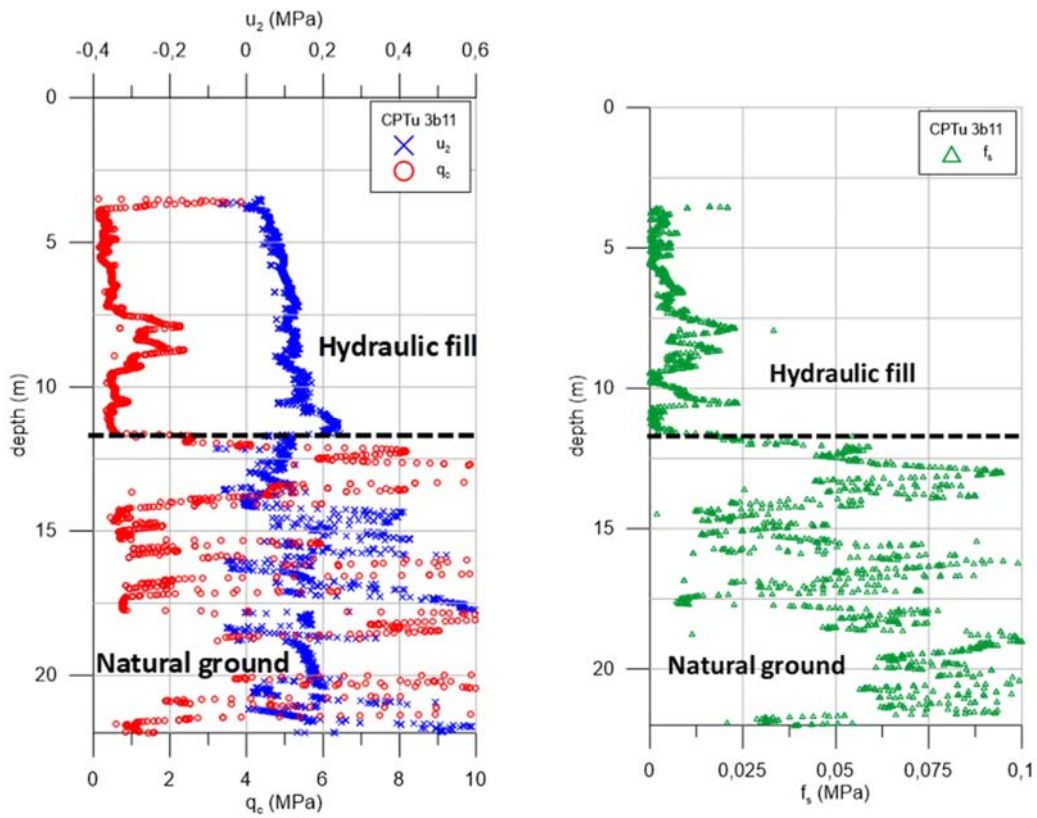 u2 (MPa)
-0,4 -0,2 0 0,2 0,4 0,6
CPTu 3b11
u2
qc
0
5
10
15
20
depth (m)
Hydraulic fill
Natural ground
0 2 4 6 8 10
qc (MPa)
CPTu 3b11
fs
0
5
10
15
20
depth (m)
Hydraulic fill
Natural ground
0 0,025 0,05 0,075 0,1
fs (MPa)